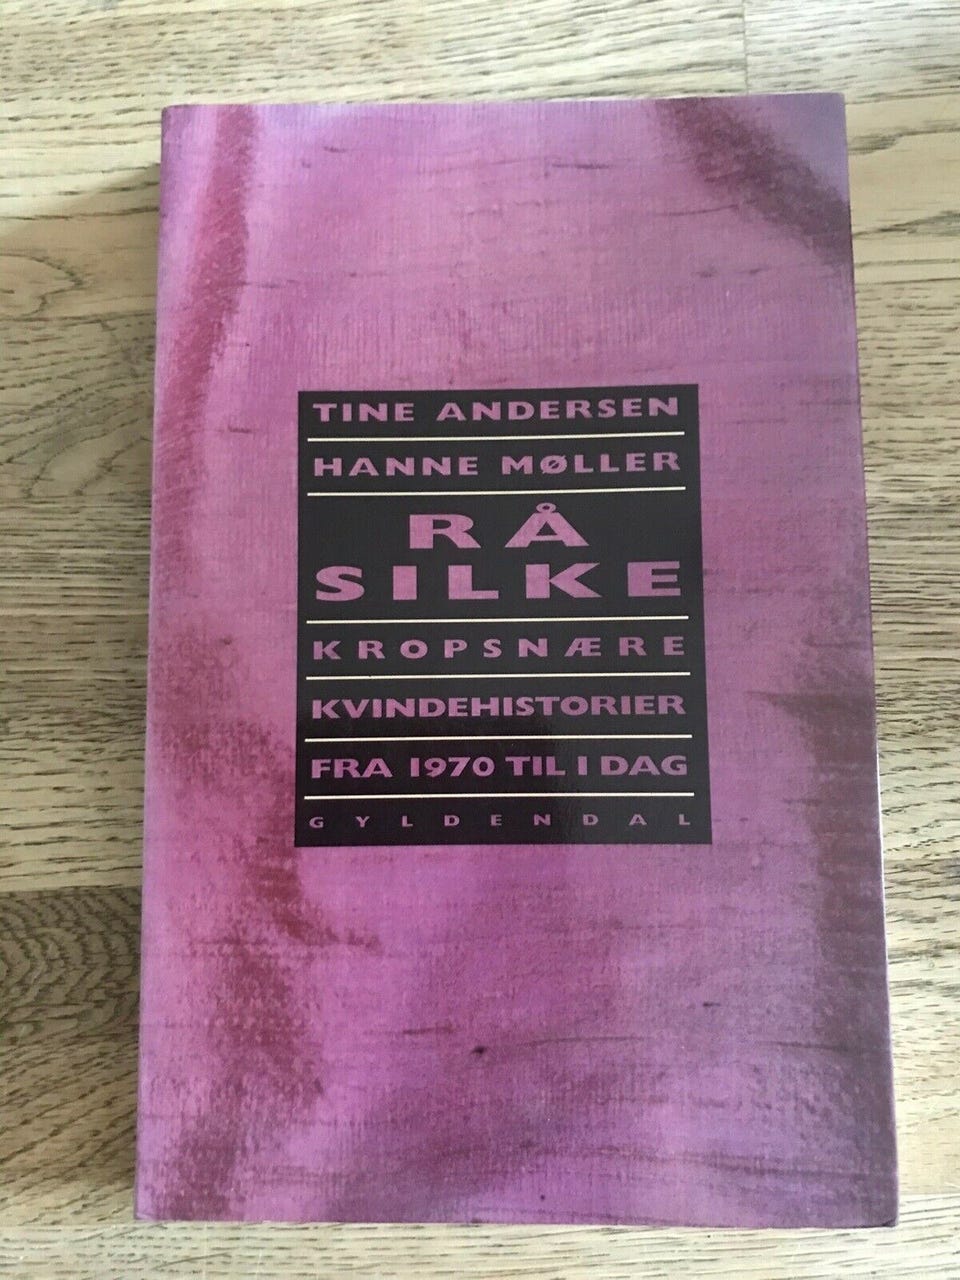 TINE ANDERSEN
HANNE MØLLER
RÅ
SILKE
KROPSNÆRE
KVINDEHISTORIER
FRA 1970 TIL I DAG
GYLDENDAL